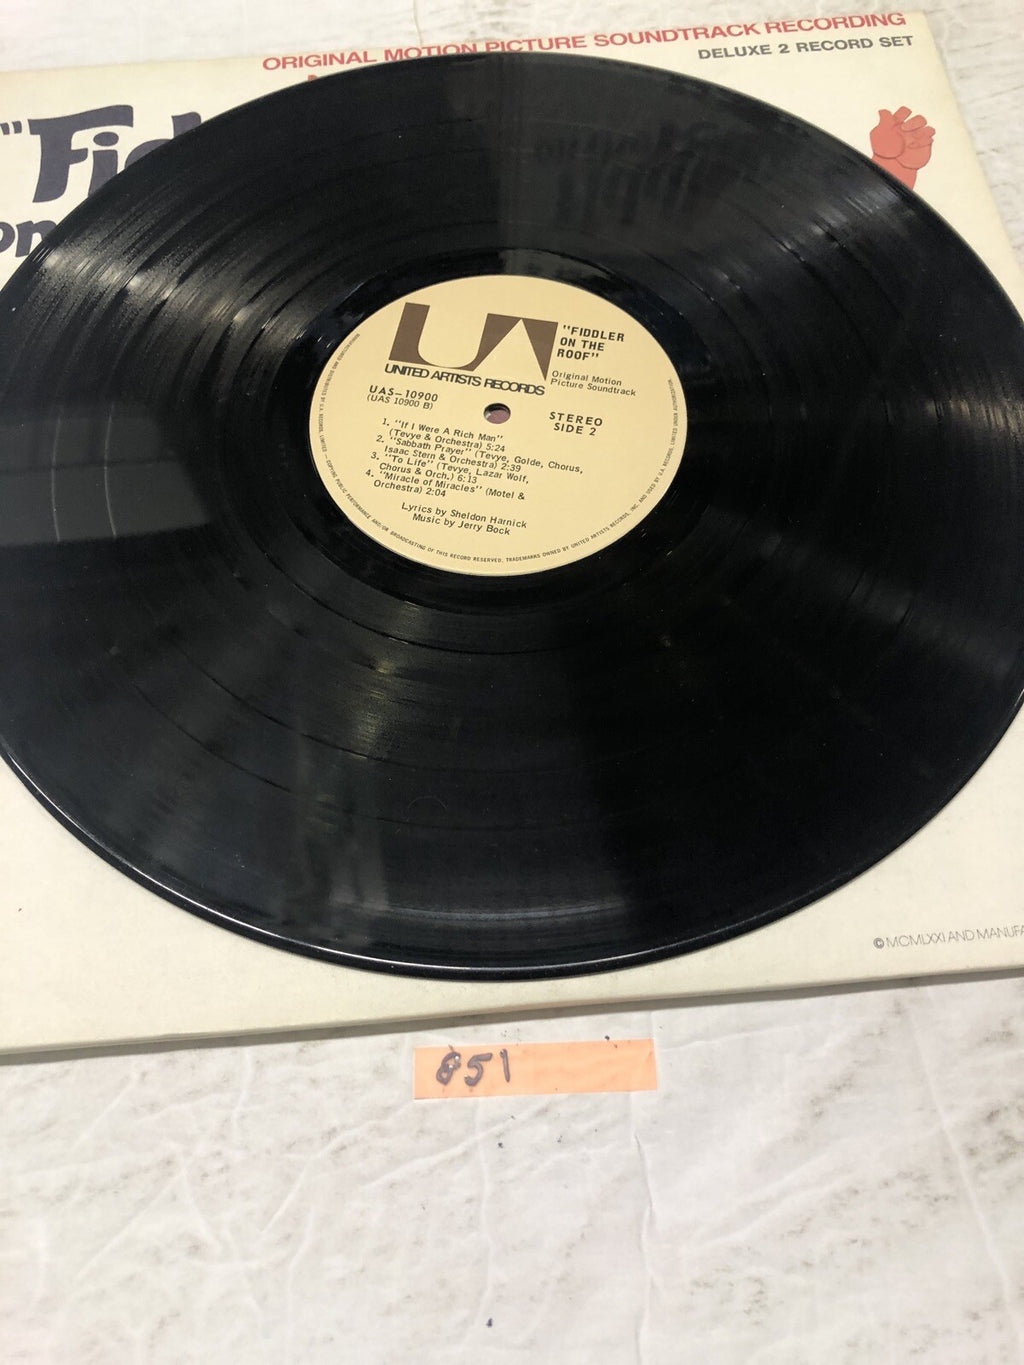 ORIGINAL MOTION PICTURE SOUNDTRACK RECORDING
DELUXE 2 RECORD SET
UA
UNITED ARTISTS RECORDS
"FIDDLER
ON THE
ROOF"
Original Motion
Picture Soundtrack
UAS-10900
(UAS 10900 B)
STEREO
SIDE 2
1. "If I Were A Rich Man"
(Tevye & Orchestra) 5:24
2. "Sabbath Prayer" (Tevye, Golde, Chorus,
Isaac Stern & Orchestra) 2:39
3. "To Life" (Tevye, Lazar Wolf,
Chorus & Orch.) 6:13
4. "Miracle of Miracles" (Motel &
Orchestra) 2:04
Lyrics by Sheldon Harnick
Music by Jerry Bock
© MCMLXXI AND
851